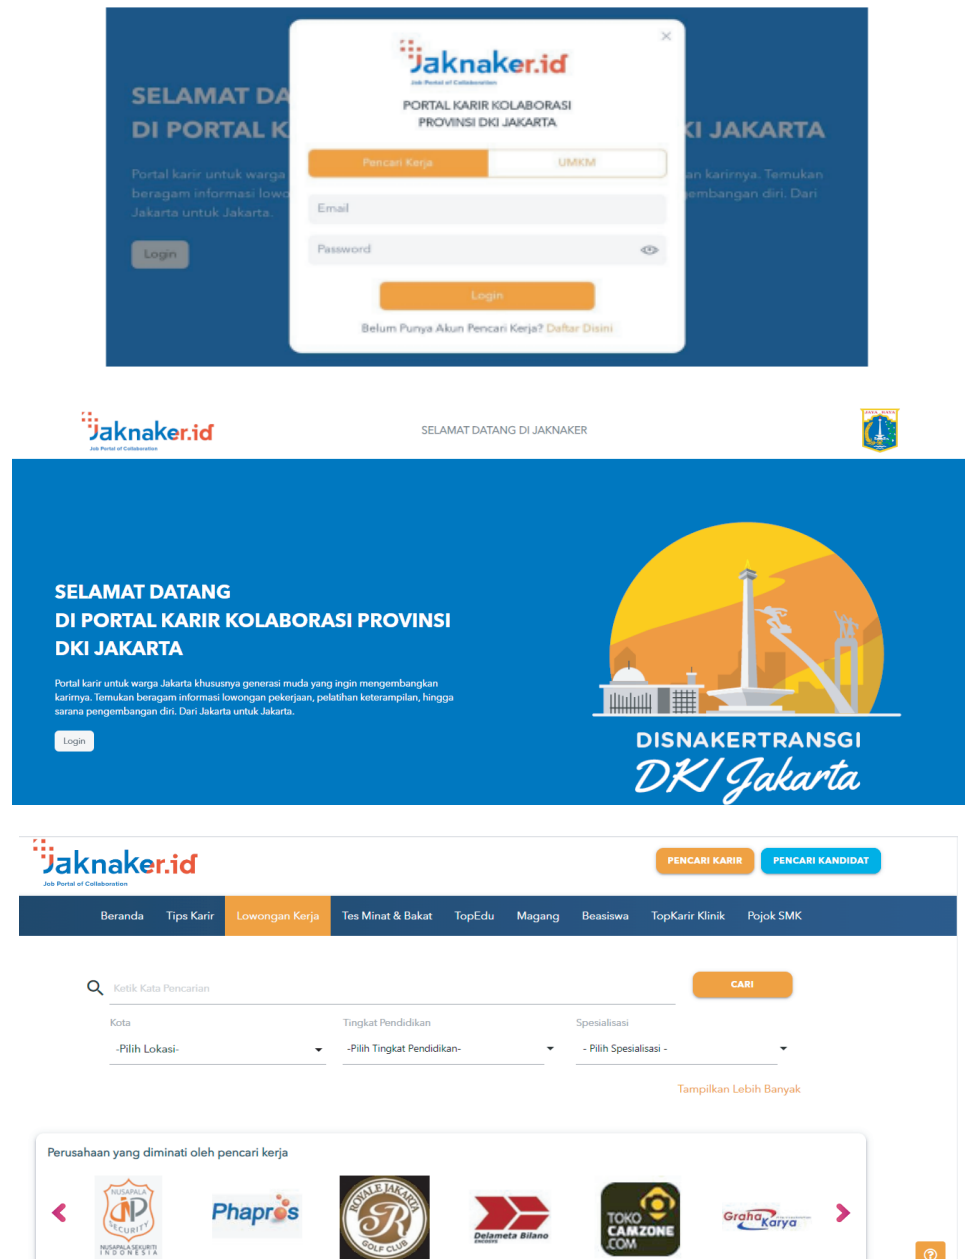 Jaknaker.id
Job Portal of Collaboration
PORTAL KARIR KOLABORASI
PROVINSI DKI JAKARTA
SELAMAT DA
DI PORTAL K
KI JAKARTA
Portal karir untuk warga
an karirnya. Temukan
beragam informasi lowo
embangan diri. Dari
Jakarta untuk Jakarta.
Login
Pencari Kerja
UMKM
Email
Password
Login
Belum Punya Akun Pencari Kerja? Daftar Disini
Jaknaker.id
Job Portal of Collaboration
SELAMAT DATANG DI JAKNAKER
JAYA RAYA
SELAMAT DATANG
DI PORTAL KARIR KOLABORASI PROVINSI
DKI JAKARTA
Portal karir untuk warga Jakarta khususnya generasi muda yang ingin mengembangkan
karirnya. Temukan beragam informasi lowongan pekerjaan, pelatihan keterampilan, hingga
sarana pengembangan diri. Dari Jakarta untuk Jakarta.
Login
DISNAKERTRANSGI
DKI Jakarta
Jaknaker.id
Job Portal of Collaboration
PENCARI KARIR
PENCARI KANDIDAT
Beranda
Tips Karir
Lowongan Kerja
Tes Minat & Bakat
TopEdu
Magang
Beasiswa
TopKarir Klinik
Pojok SMK
Ketik Kata Pencarian
CARI
Kota
Tingkat Pendidikan
Spesialisasi
-Pilih Lokasi-
-Pilih Tingkat Pendidikan-
- Pilih Spesialisasi -
Tampilkan Lebih Banyak
Perusahaan yang diminati oleh pencari kerja
NUSAPALA
SECURITY
NUSAPALA SEKURITI
INDONESIA
Phapros
ROYALE JAKARTA
GOLF CLUB
Delameta Bilano
TOKO
CAMZONE
.COM
Graha Karya